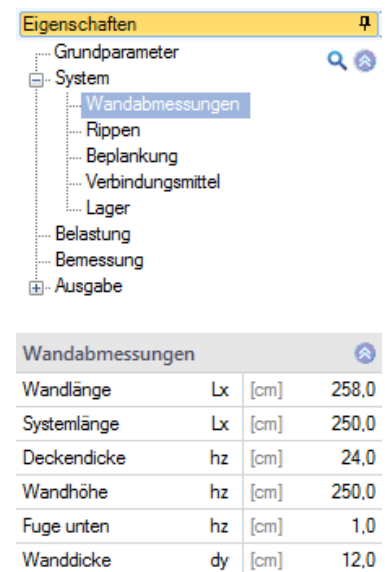 Eigenschaften
Grundparameter
System
Wandabmessungen
Rippen
Beplankung
Verbindungsmittel
Lager
Belastung
Bemessung
Ausgabe
Wandabmessungen
Wandlänge Lx [cm] 258,0
Systemlänge Lx [cm] 250,0
Deckendicke hz [cm] 24,0
Wandhöhe hz [cm] 250,0
Fuge unten hz [cm] 1,0
Wanddicke dy [cm] 12,0